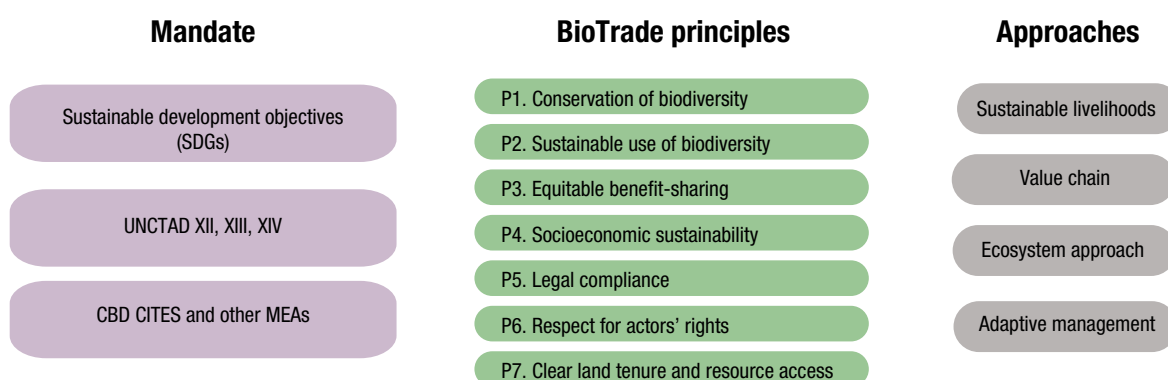 Mandate
Sustainable development objectives
(SDGs)
UNCTAD XII, XIII, XIV
CBD CITES and other MEAs
BioTrade principles
P1. Conservation of biodiversity
P2. Sustainable use of biodiversity
P3. Equitable benefit-sharing
P4. Socioeconomic sustainability
P5. Legal compliance
P6. Respect for actors’ rights
P7. Clear land tenure and resource access
Approaches
Sustainable livelihoods
Value chain
Ecosystem approach
Adaptive management